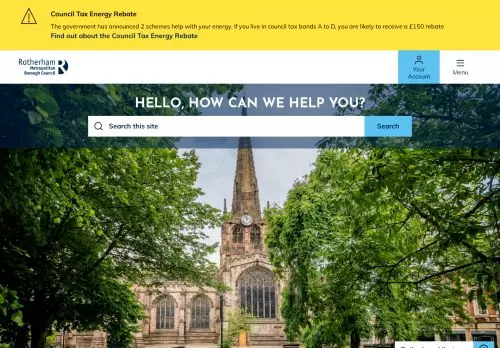 Council Tax Energy Rebate
The government has announced 2 schemes help with your energy. If you live in council tax bands A to D, you are likely to receive a £150 rebate
Find out about the Council Tax Energy Rebate
Rotherham
Metropolitan
Borough Council
Your
Account
Menu
HELLO, HOW CAN WE HELP YOU?
Search this site
Search